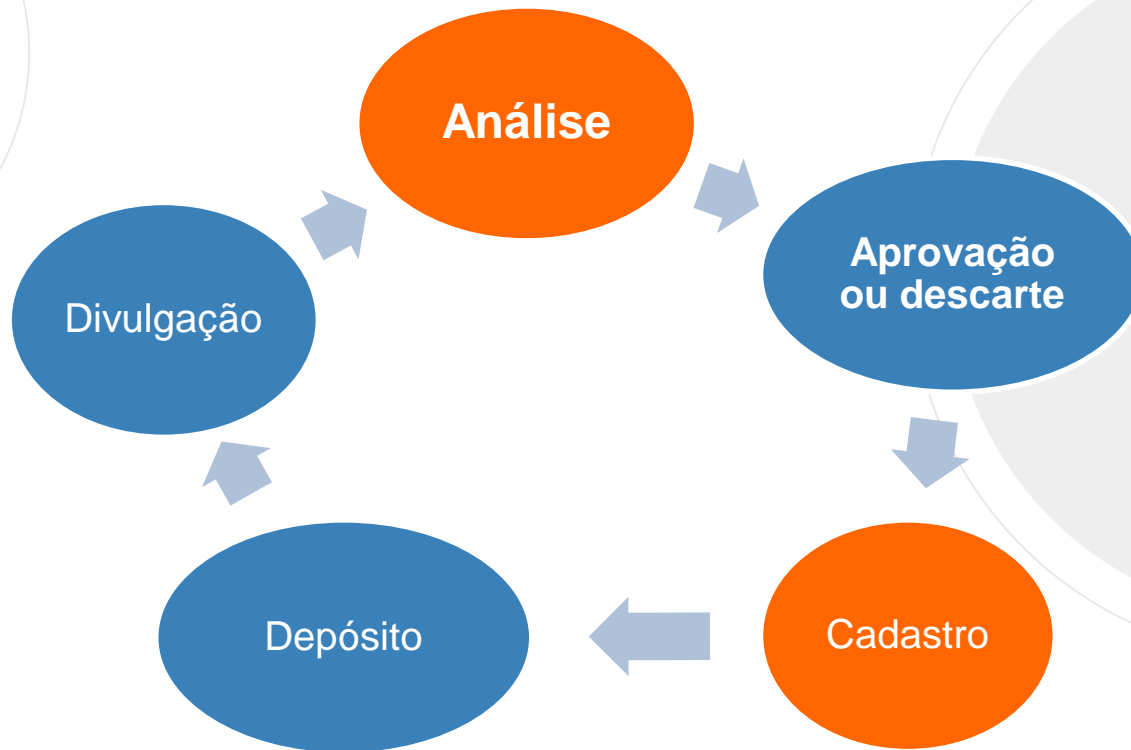 Análise
Aprovação
ou descarte
Divulgação
Depósito
Cadastro